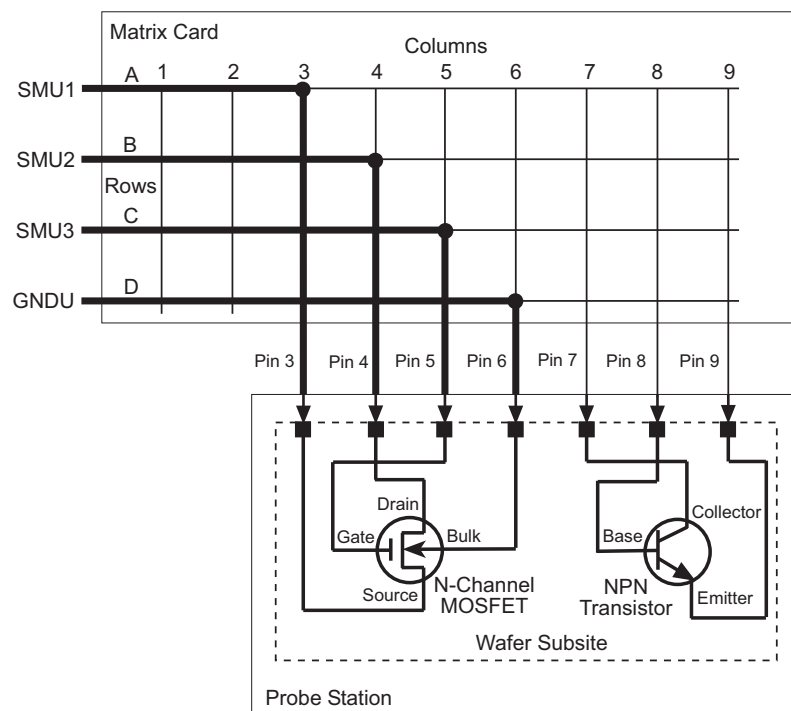 Matrix Card
Columns
1 2 3 4 5 6 7 8 9
SMU1 A
SMU2 B
Rows
SMU3 C
GNDU D
Pin 3 Pin 4 Pin 5 Pin 6 Pin 7 Pin 8 Pin 9
Drain
Collector
Gate
Bulk
Base
Source
N-Channel
MOSFET
NPN
Transistor
Emitter
Wafer Subsite
Probe Station